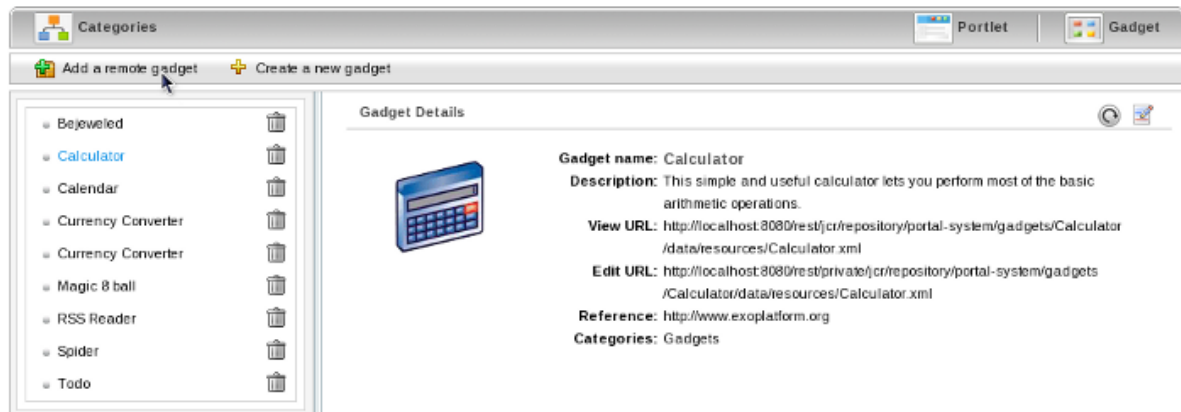 Categories
Portlet
Gadget
Add a remote gadget
Create a new gadget
Bejeweled
Calculator
Calendar
Currency Converter
Currency Converter
Magic 8 ball
RSS Reader
Spider
Todo
Gadget Details
Gadget name: Calculator
Description: This simple and useful calculator lets you perform most of the basic
arithmetic operations.
View URL: http://localhost:8080/rest/jcr/repository/portal-system/gadgets/Calculator
/data/resources/Calculator.xml
Edit URL: http://localhost:8080/rest/private/jcr/repository/portal-system/gadgets
/Calculator/data/resources/Calculator.xml
Reference: http://www.exoplatform.org
Categories: Gadgets